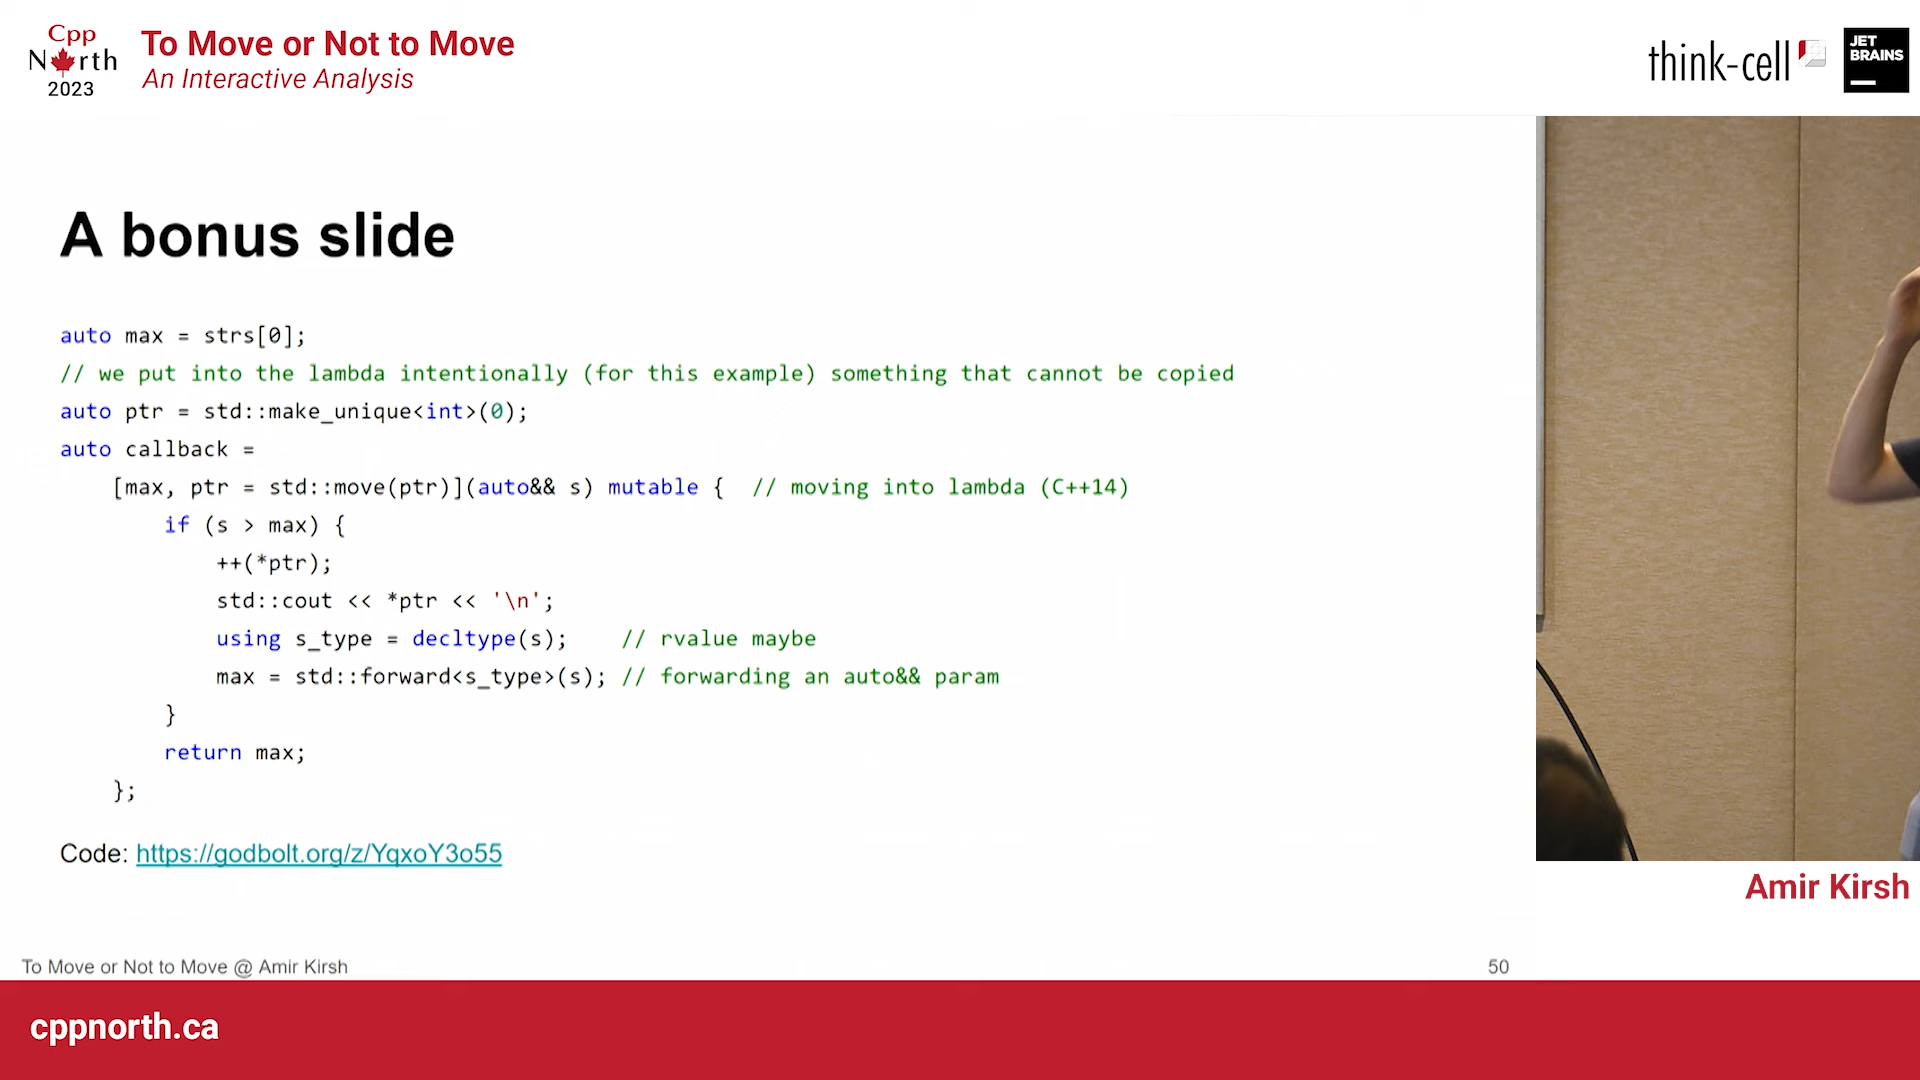 Cpp
North
2023
To Move or Not to Move
An Interactive Analysis
think-cell
JET
BRAINS
A bonus slide
auto max = strs[0];
// we put into the lambda intentionally (for this example) something that cannot be copied
auto ptr = std::make_unique<int>(0);
auto callback =
[max, ptr = std::move(ptr)](auto&& s) mutable {  // moving into lambda (C++14)
if (s > max) {
++(*ptr);
std::cout << *ptr << '\n';
using s_type = decltype(s);    // rvalue maybe
max = std::forward<s_type>(s); // forwarding an auto&& param
}
return max;
};
Code: https://godbolt.org/z/YqxoY3o55
Amir Kirsh
To Move or Not to Move @ Amir Kirsh
50
cppnorth.ca